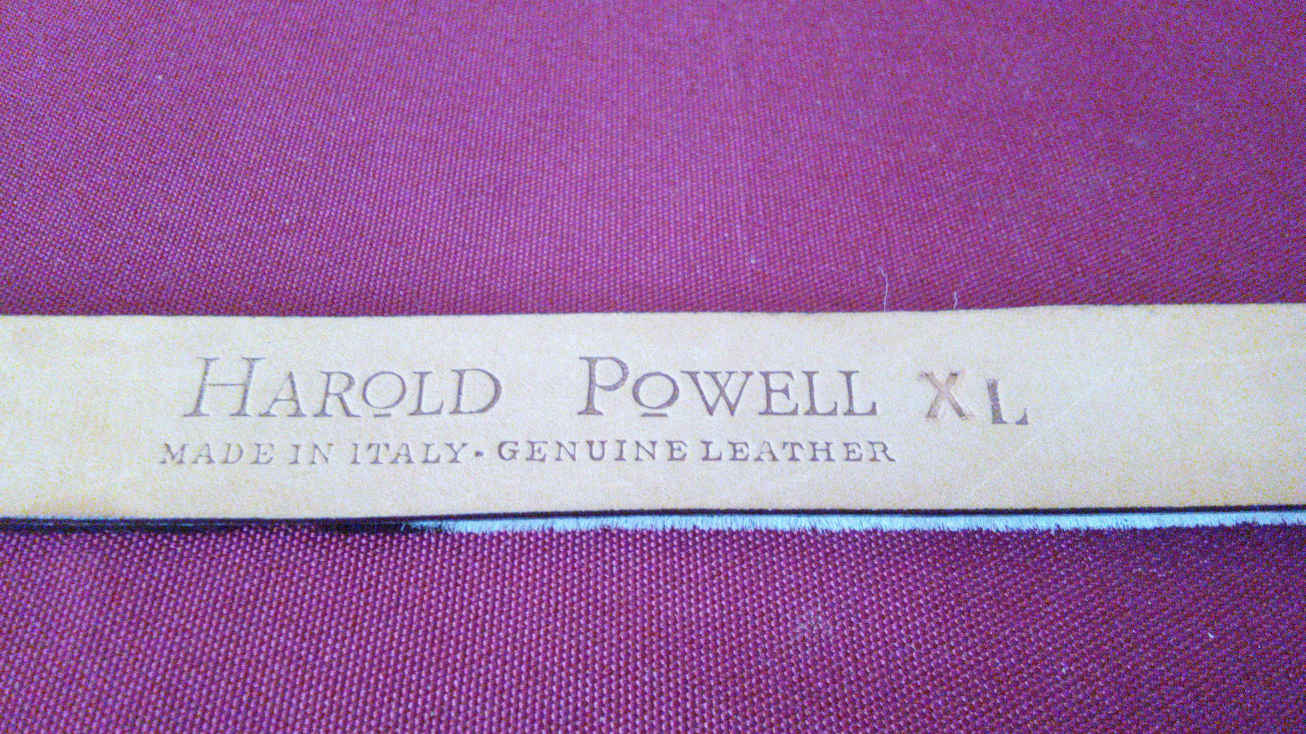 HAROLD POWELL XL
MADE IN ITALY · GENUINE LEATHER